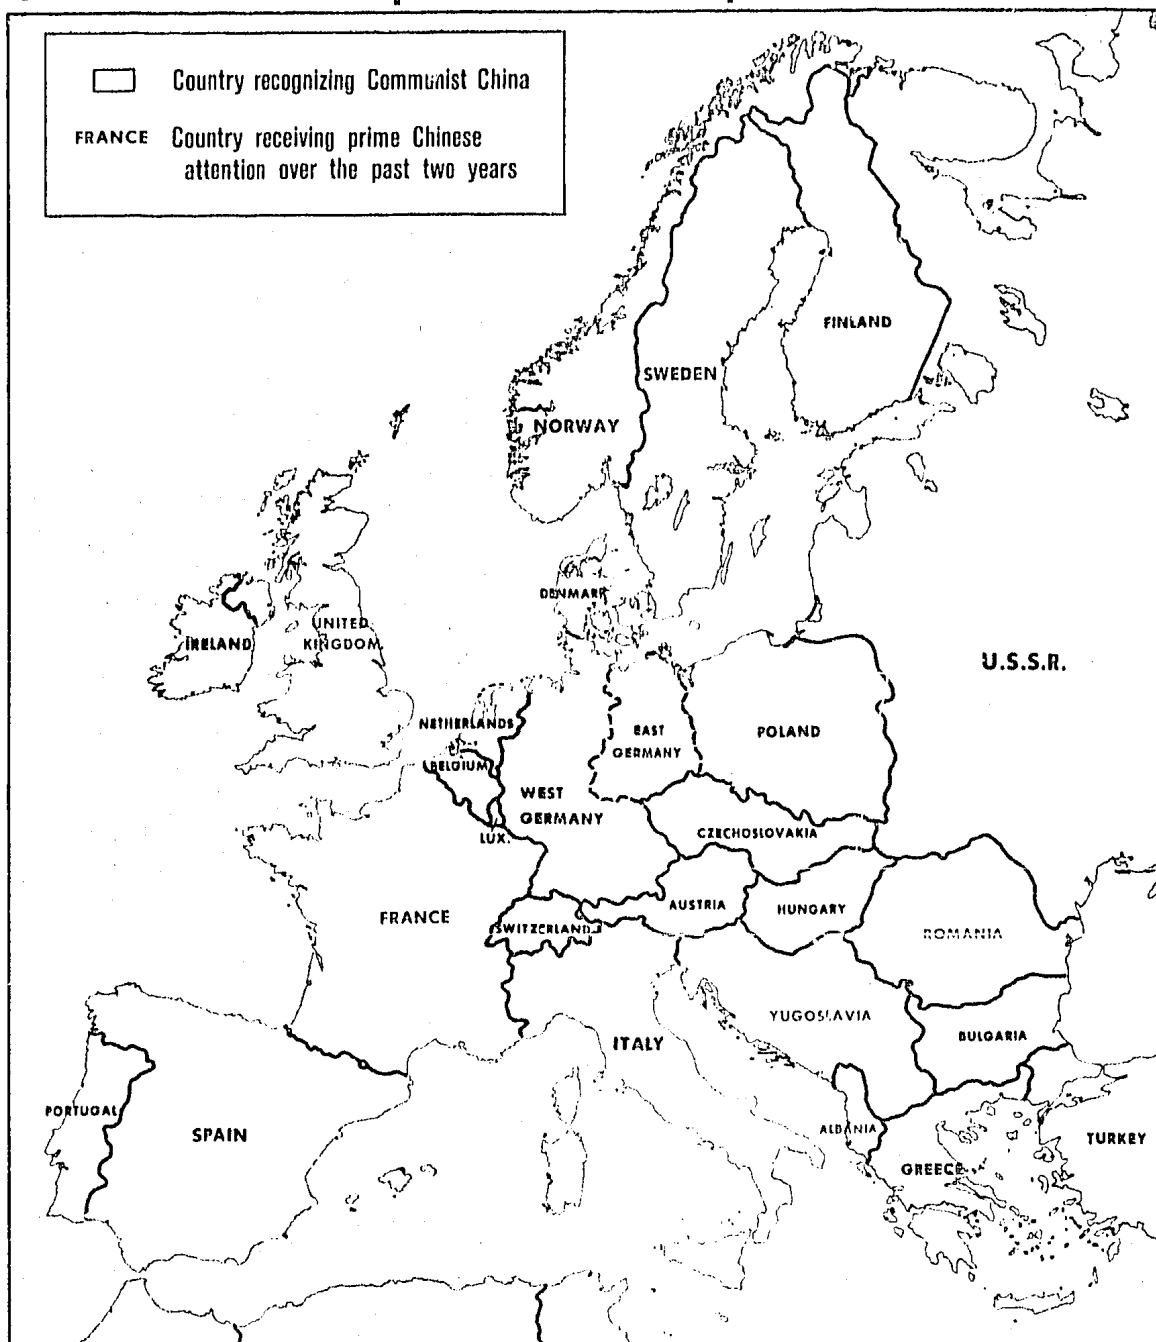 Country recognizing Communist China
FRANCE Country receiving prime Chinese
attention over the past two years
FINLAND
SWEDEN
NORWAY
DENMARK
UNITED
KINGDOM
IRELAND
U.S.S.R.
NETHERLANDS
EAST
GERMANY
POLAND
BELGIUM
WEST
GERMANY
LUX.
CZECHOSLOVAKIA
AUSTRIA
HUNGARY
FRANCE
SWITZERLAND
ROMANIA
YUGOSLAVIA
BULGARIA
ITALY
PORTUGAL
SPAIN
ALBANIA
TURKEY
GREECE